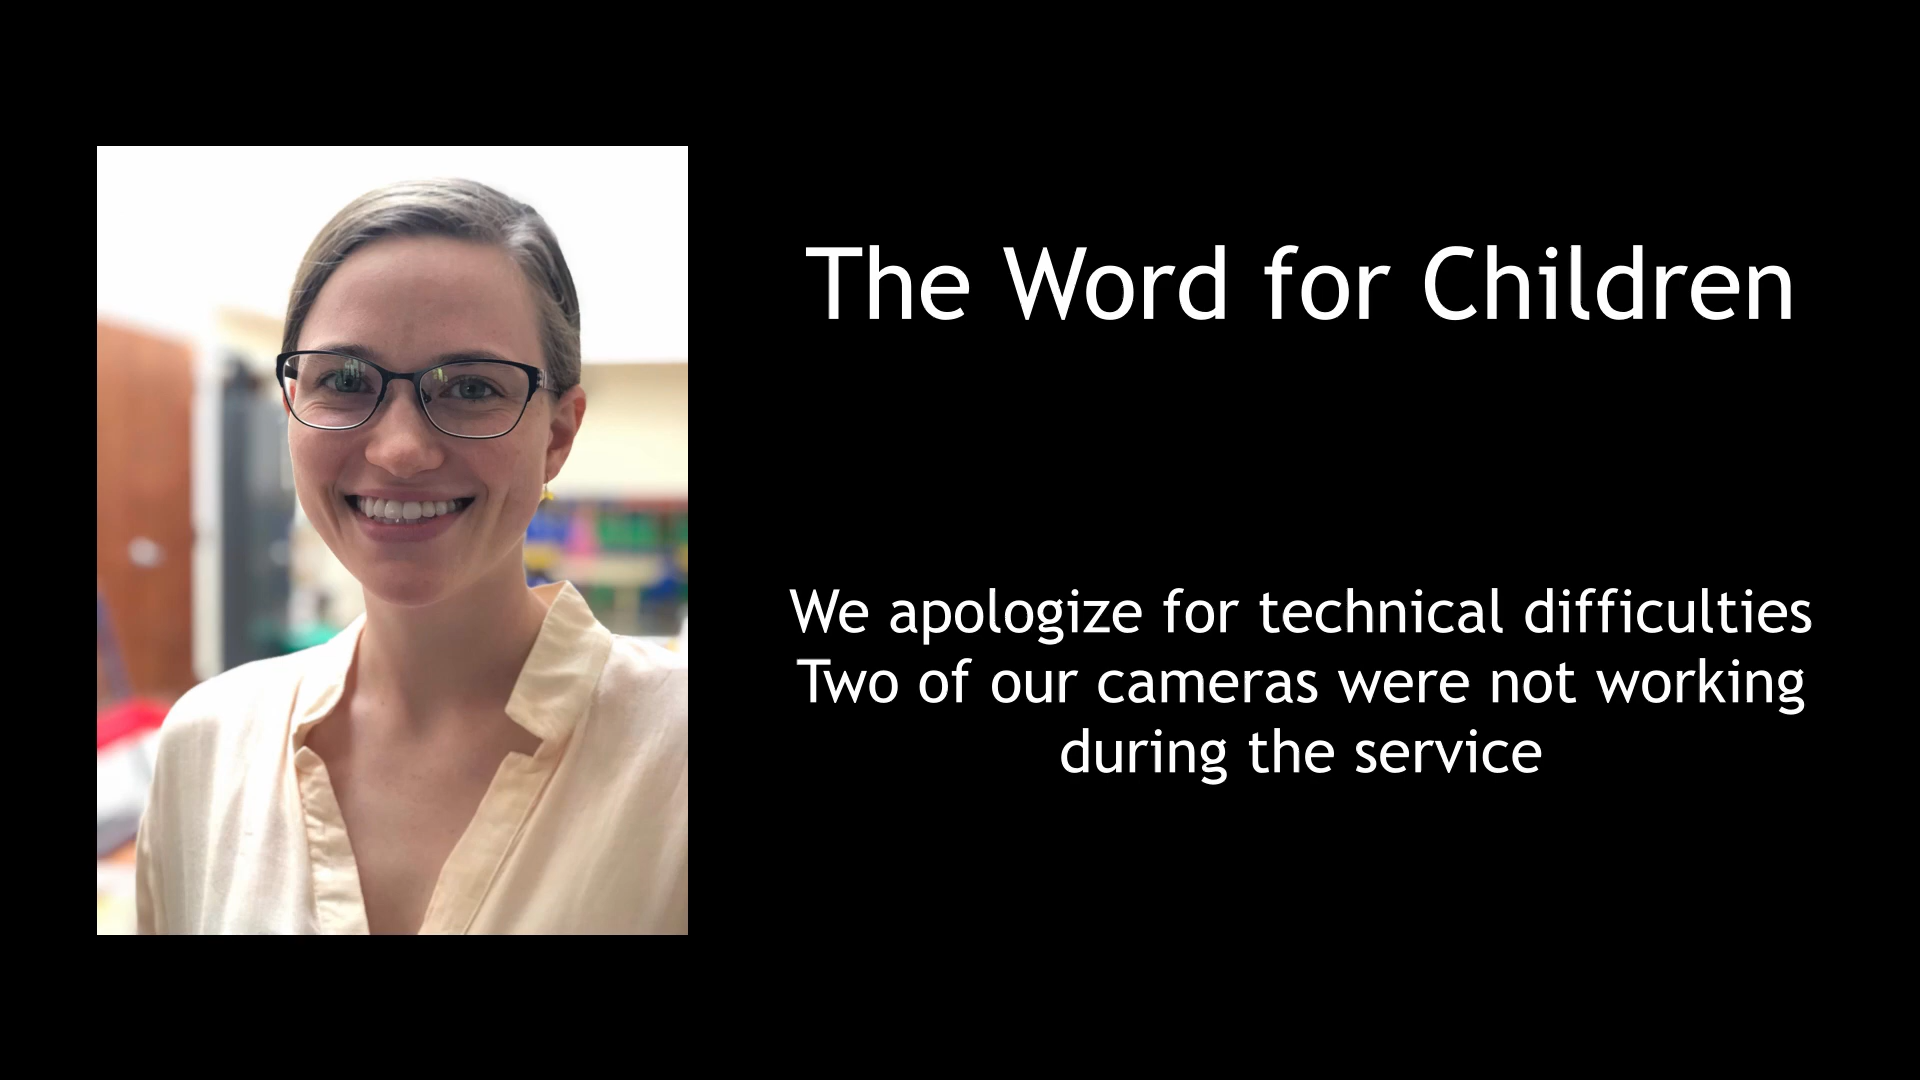 The Word for Children
We apologize for technical difficulties
Two of our cameras were not working
during the service